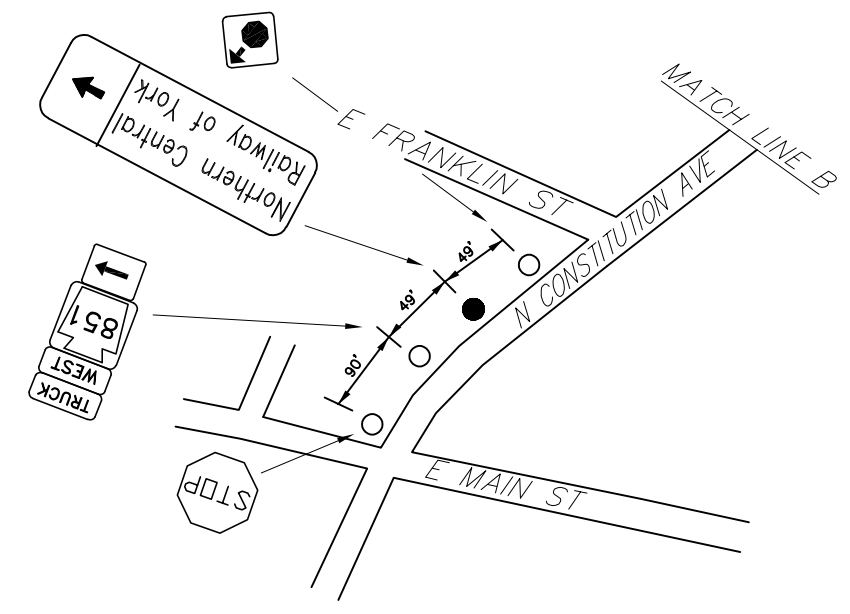 E FRANKLIN ST
MATCH LINE B
Northern Central
Railway of York
N CONSTITUTION AVE
49'
49'
90'
TRUCK
WEST
851
STOP
E MAIN ST